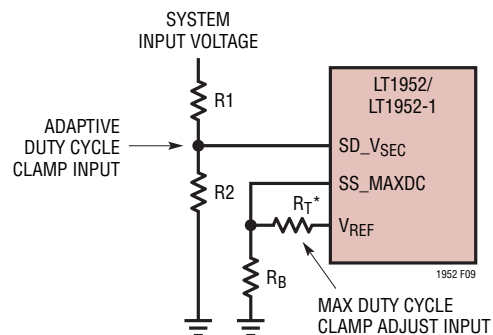 SYSTEM
INPUT VOLTAGE
R1
LT1952/
LT1952-1
ADAPTIVE
DUTY CYCLE
CLAMP INPUT
SD_VSEC
R2
SS_MAXDC
RT*
VREF
RB
1952 F09
MAX DUTY CYCLE
CLAMP ADJUST INPUT